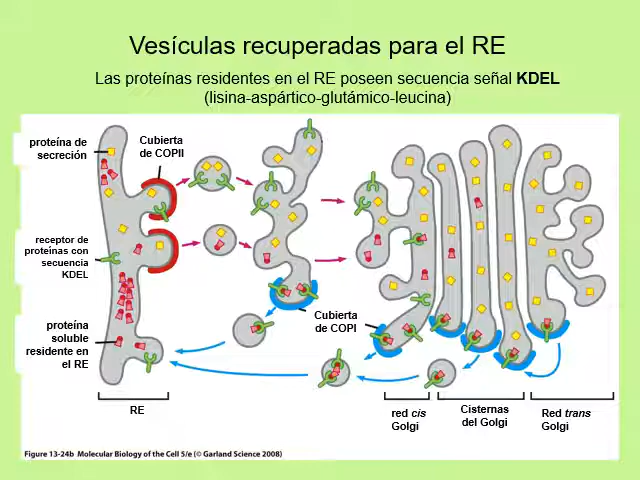 Vesículas recuperadas para el RE
Las proteínas residentes en el RE poseen secuencia señal KDEL
(lisina-aspártico-glutámico-leucina)
proteína de
secreción
Cubierta
de COPII
receptor de
proteínas con
secuencia
KDEL
proteína
soluble
residente en
el RE
Cubierta
de COPI
RE
red cis
Golgi
Cisternas
del Golgi
Red trans
Golgi
Figure 13-24b Molecular Biology of the Cell 5/e (© Garland Science 2008)